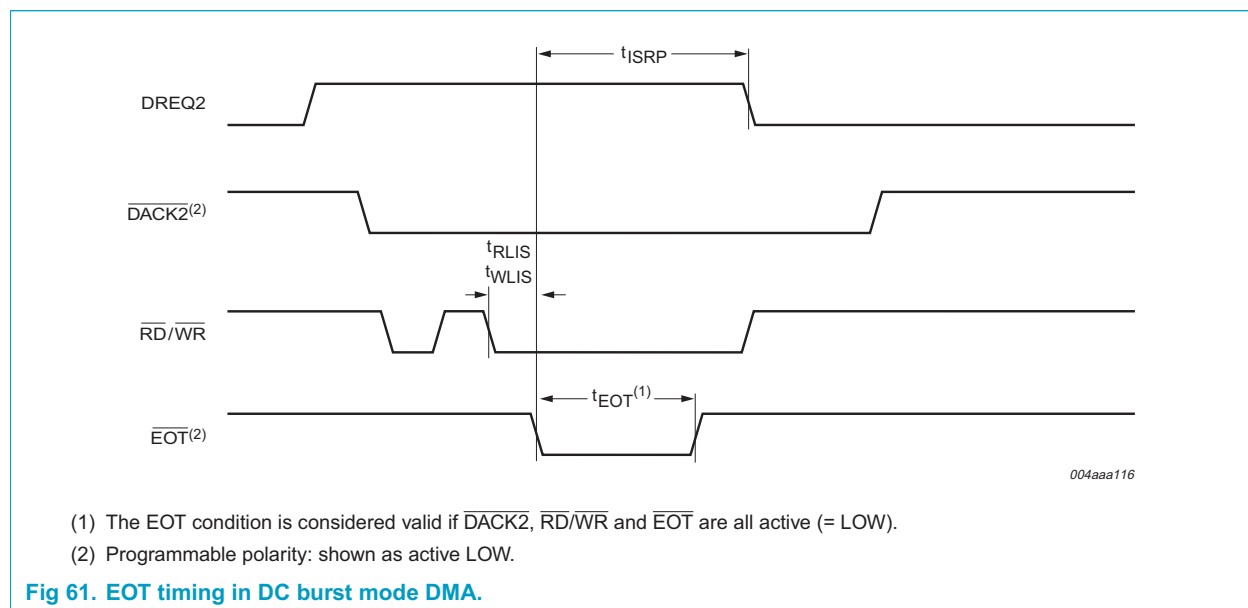 tISRP
DREQ2
DACK2(2)
tRLIS
tWLIS
RD/WR
tEOT(1)
EOT(2)
004aaa116
(1) The EOT condition is considered valid if DACK2, RD/WR and EOT are all active (= LOW).
(2) Programmable polarity: shown as active LOW.
Fig 61. EOT timing in DC burst mode DMA.